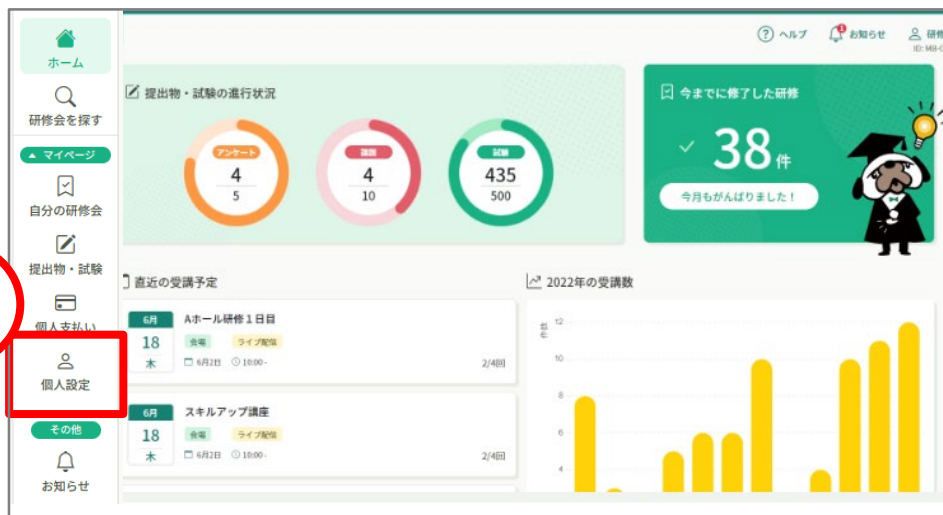 ホーム
研修会を探す
マイページ
自分の研修会
提出物・試験
個人支払い
個人設定
その他
お知らせ
ヘルプ
1
お知らせ
研修
提出物・試験の進行状況
アンケート
4
5
課題
4
10
試験
435
500
今までに修了した研修
38件
今月もがんばりました！
直近の受講予定
6月
18
木
Aホール研修１日目
会場
ライブ配信
6月2日
10:00-
2/4回
6月
18
木
スキルアップ講座
会場
ライブ配信
6月2日
10:00-
2/4回
2022年の受講数
件数
12
10
8
6
4